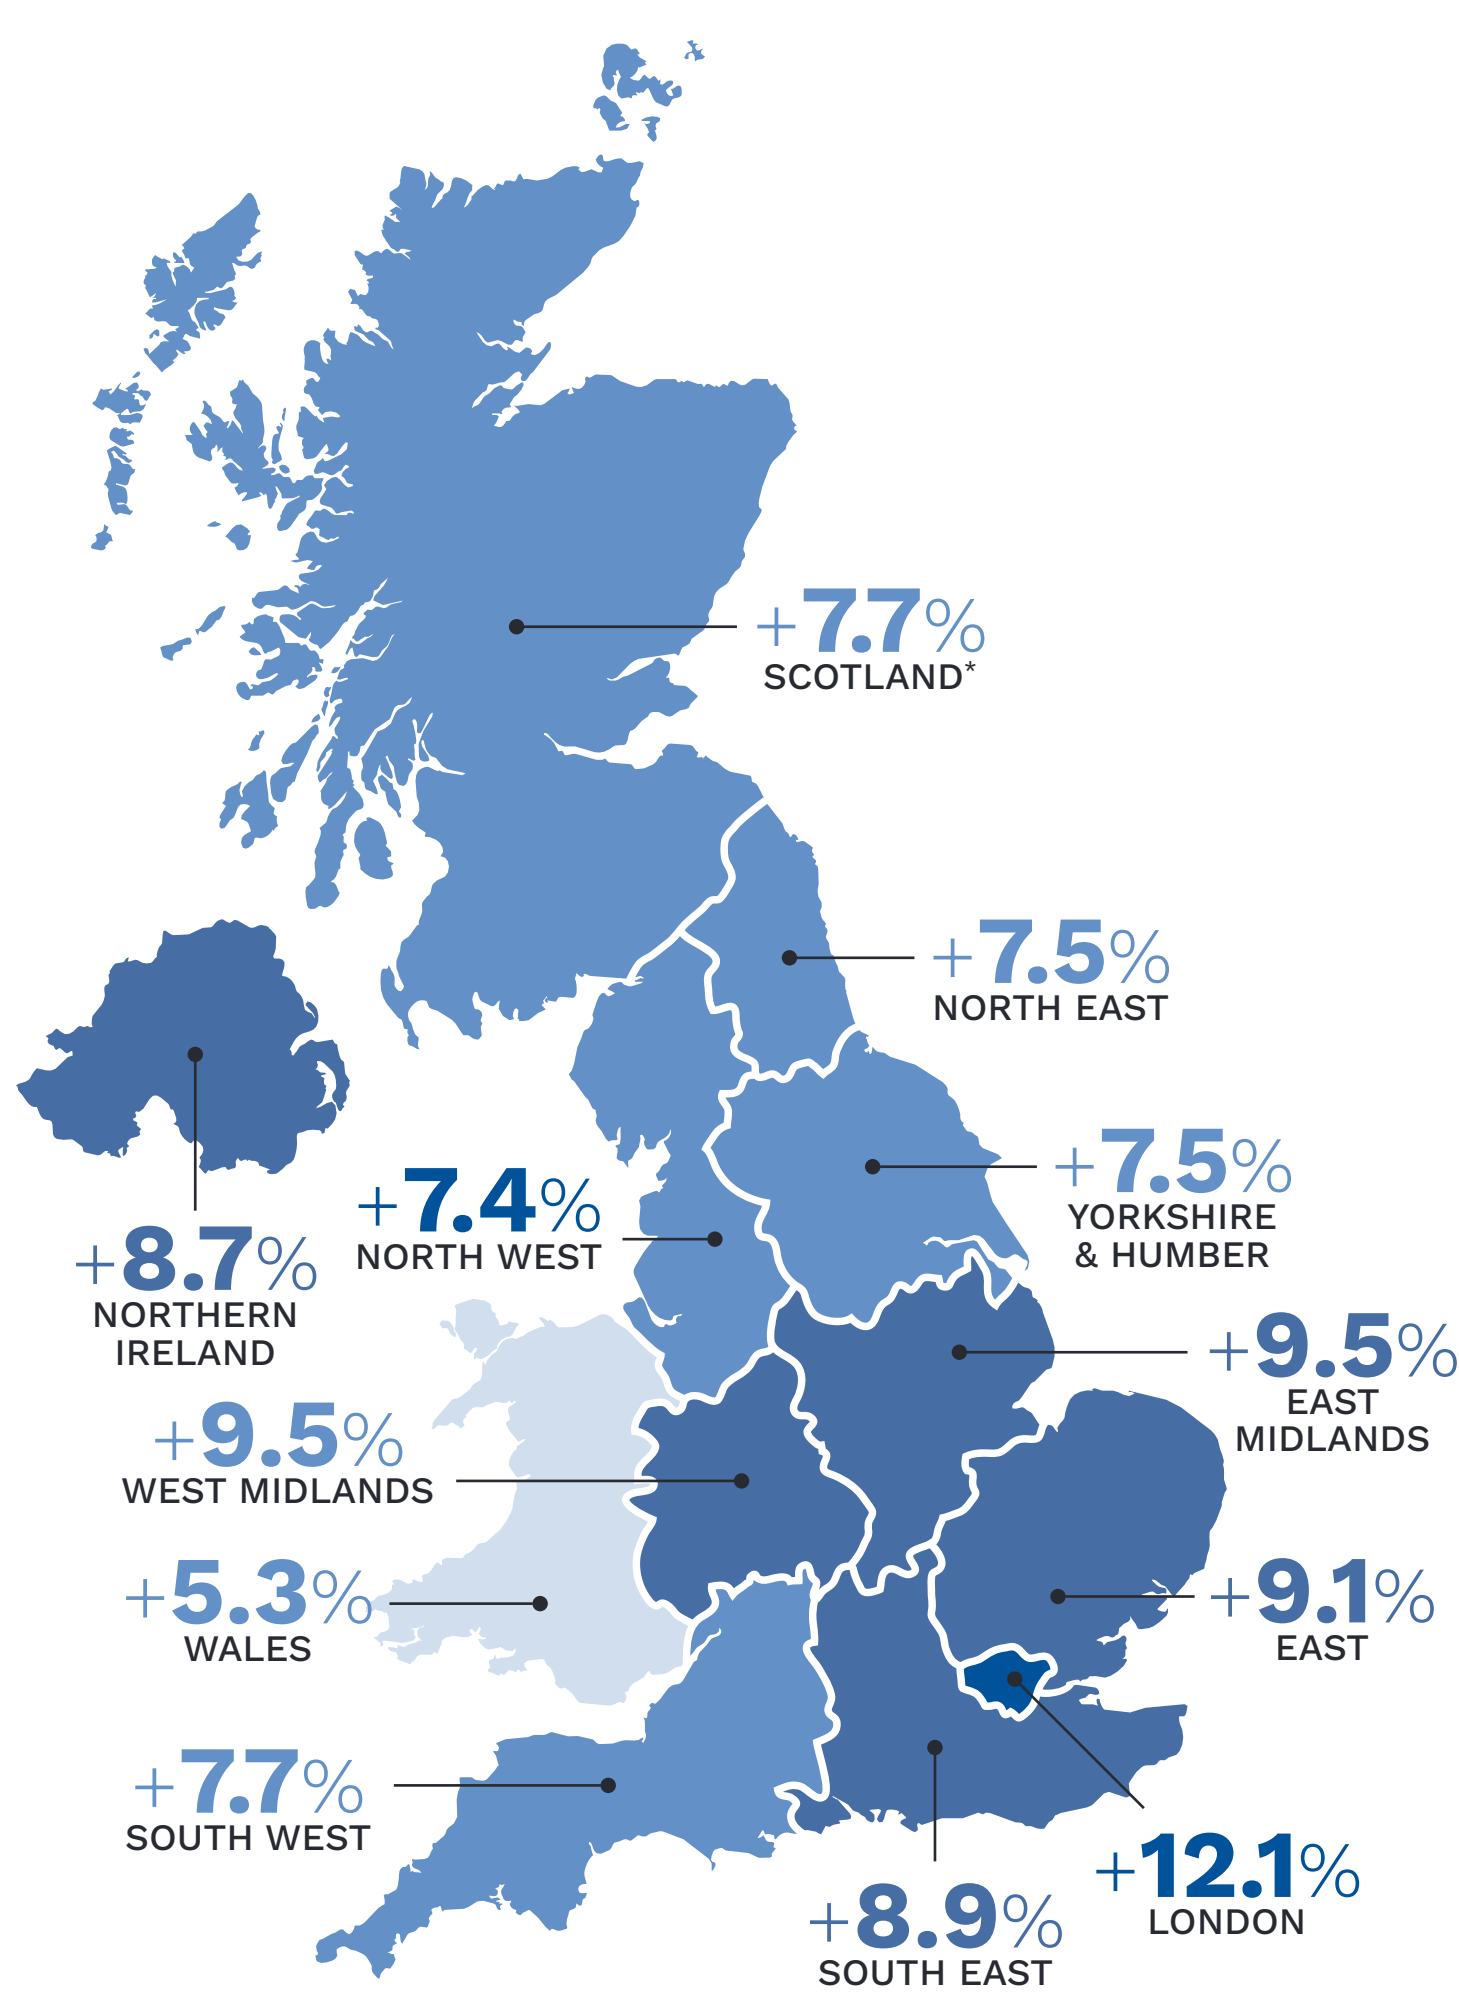 +7.7%
SCOTLAND*
+7.5%
NORTH EAST
+7.5%
YORKSHIRE
& HUMBER
+7.4%
NORTH WEST
+8.7%
NORTHERN
IRELAND
+9.5%
EAST
MIDLANDS
+9.5%
WEST MIDLANDS
+5.3%
WALES
+9.1%
EAST
+7.7%
SOUTH WEST
+12.1%
LONDON
+8.9%
SOUTH EAST